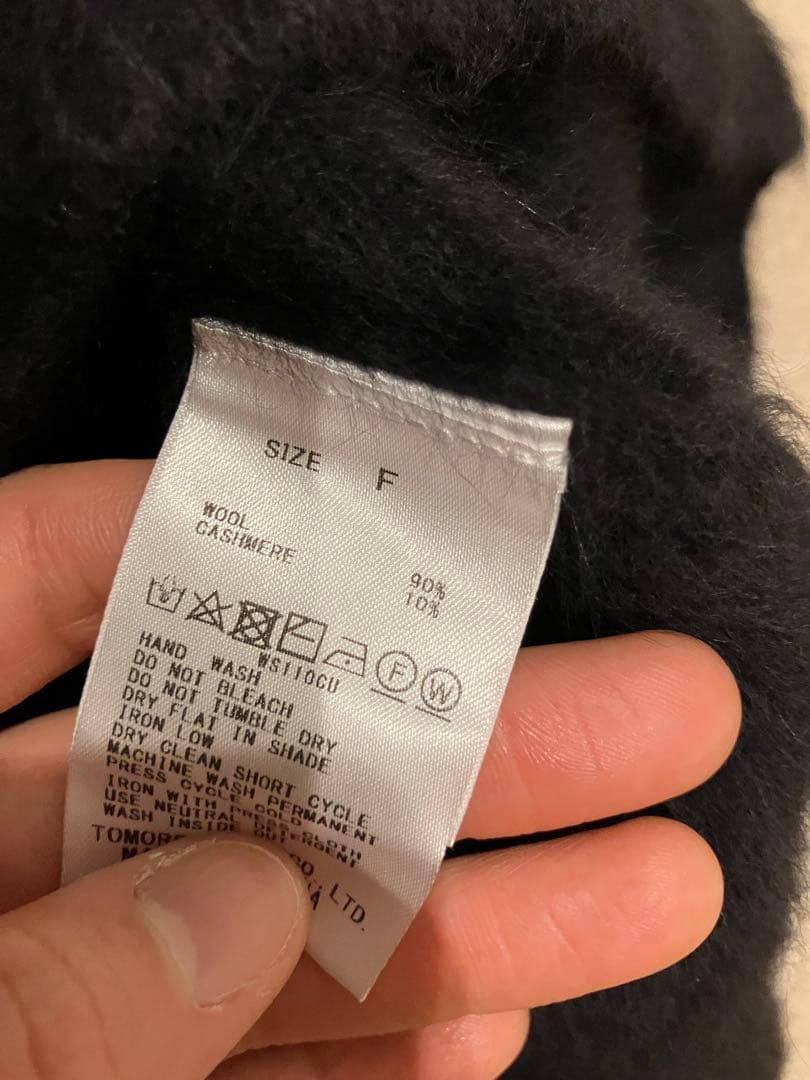 SIZE F
WOOL 90%
CASHMERE 10%
F W
WS110CU
HAND WASH
DO NOT BLEACH
DO NOT TUMBLE DRY
DRY FLAT IN SHADE
IRON LOW
DRY CLEAN SHORT CYCLE
MACHINE WASH PERMANENT
PRESS CYCLE COLD
IRON WITH PRESS-CLOTH
USE NEUTRAL DETERGENT
WASH INSIDE
CO.,LTD.